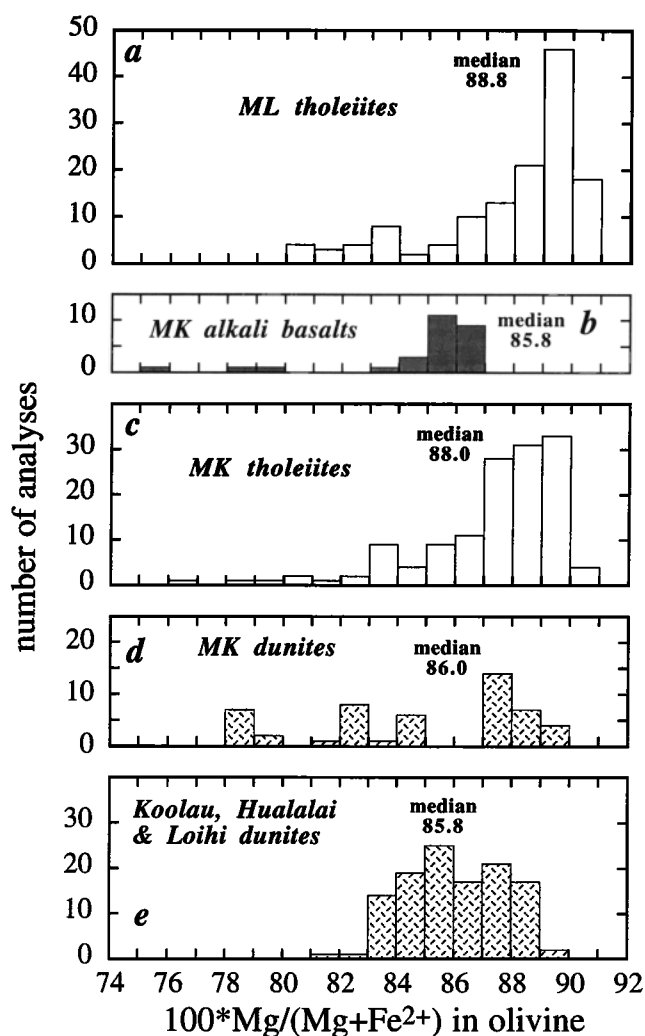 50
40
30
20
10
0
a
median
88.8
ML tholeiites
10
0
MK alkali basalts
median
85.8
b
30
20
10
0
c
median
88.0
MK tholeiites
20
10
0
d
MK dunites
median
86.0
30
20
10
0
Koolau, Hualalai
& Loihi dunites
median
85.8
e
number of analyses
74 76 78 80 82 84 86 88 90 92
100*Mg/(Mg+Fe2+) in olivine